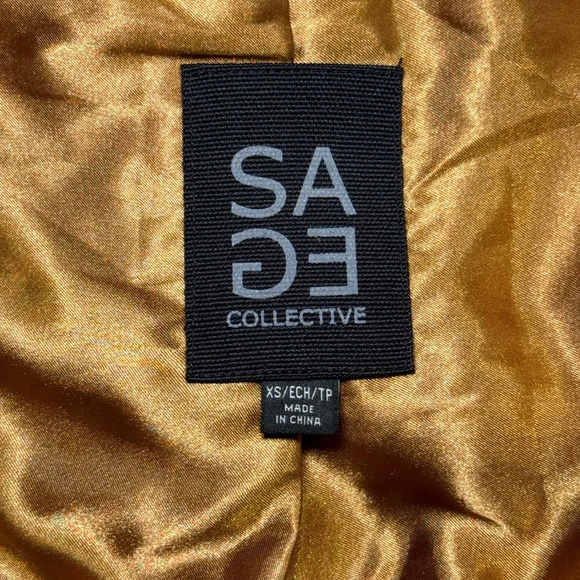 SA
GE
COLLECTIVE
XS/ECH/TP
MADE
IN CHINA